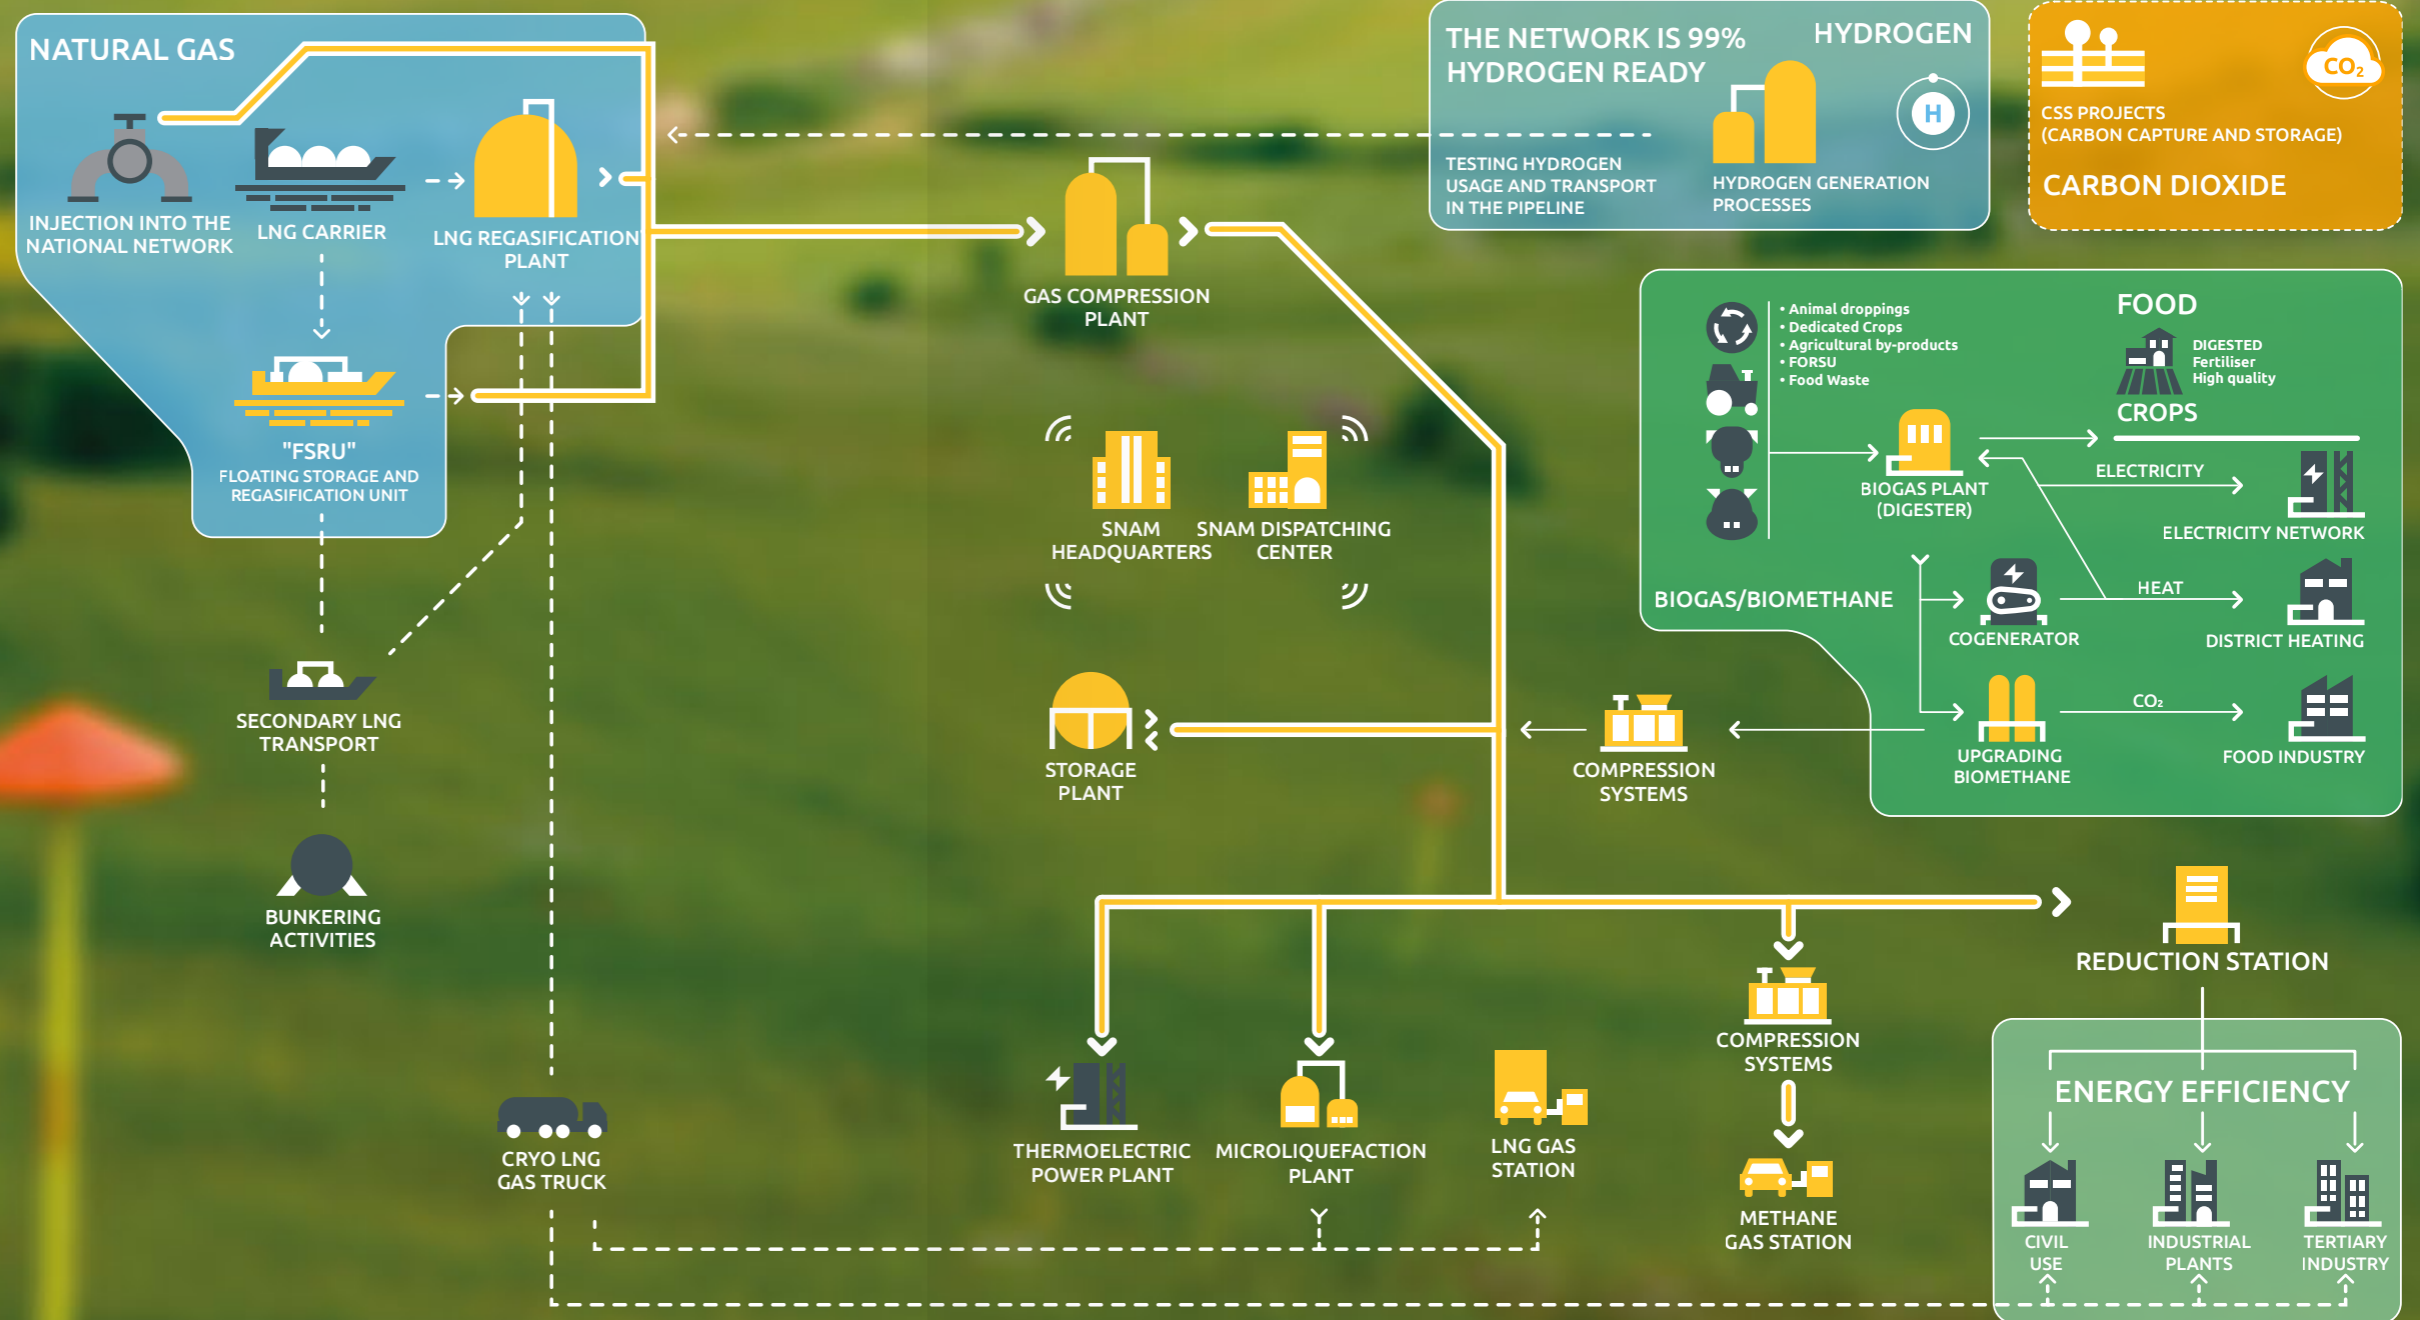 NATURAL GAS
INJECTION INTO THE
NATIONAL NETWORK
LNG CARRIER
LNG REGASIFICATION
PLANT
"FSRU"
FLOATING STORAGE AND
REGASIFICATION UNIT
SECONDARY LNG
TRANSPORT
BUNKERING
ACTIVITIES
CRYO LNG
GAS TRUCK
GAS COMPRESSION
PLANT
SNAM
HEADQUARTERS
SNAM DISPATCHING
CENTER
STORAGE
PLANT
THE NETWORK IS 99%
HYDROGEN READY
HYDROGEN
H
TESTING HYDROGEN
USAGE AND TRANSPORT
IN THE PIPELINE
HYDROGEN GENERATION
PROCESSES
CO₂
CSS PROJECTS
(CARBON CAPTURE AND STORAGE)
CARBON DIOXIDE
• Animal droppings
• Dedicated Crops
• Agricultural by-products
• FORSU
• Food Waste
FOOD
DIGESTED
Fertiliser
High quality
CROPS
BIOGAS PLANT
(DIGESTER)
ELECTRICITY
ELECTRICITY NETWORK
BIOGAS/BIOMETHANE
COGENERATOR
HEAT
DISTRICT HEATING
UPGRADING
BIOMETHANE
CO₂
FOOD INDUSTRY
COMPRESSION
SYSTEMS
REDUCTION STATION
THERMOELECTRIC
POWER PLANT
MICROLIQUEFACTION
PLANT
LNG GAS
STATION
COMPRESSION
SYSTEMS
METHANE
GAS STATION
ENERGY EFFICIENCY
CIVIL
USE
INDUSTRIAL
PLANTS
TERTIARY
INDUSTRY